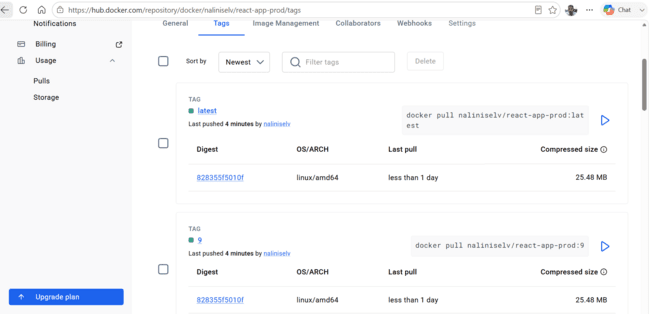 https://hub.docker.com/repository/docker/naliniselv/react-app-prod/tags
Chat
Notifications
Billing
Usage
Pulls
Storage
Upgrade plan
General Tags Image Management Collaborators Webhooks Settings
Sort by Newest Filter tags Delete
TAG
latest
Last pushed 4 minutes by naliniselv
docker pull naliniselv/react-app-prod:lat
est
Digest OS/ARCH Last pull Compressed size
828355f5010f linux/amd64 less than 1 day 25.48 MB
TAG
9
Last pushed 4 minutes by naliniselv
docker pull naliniselv/react-app-prod:9
Digest OS/ARCH Last pull Compressed size
828355f5010f linux/amd64 less than 1 day 25.48 MB